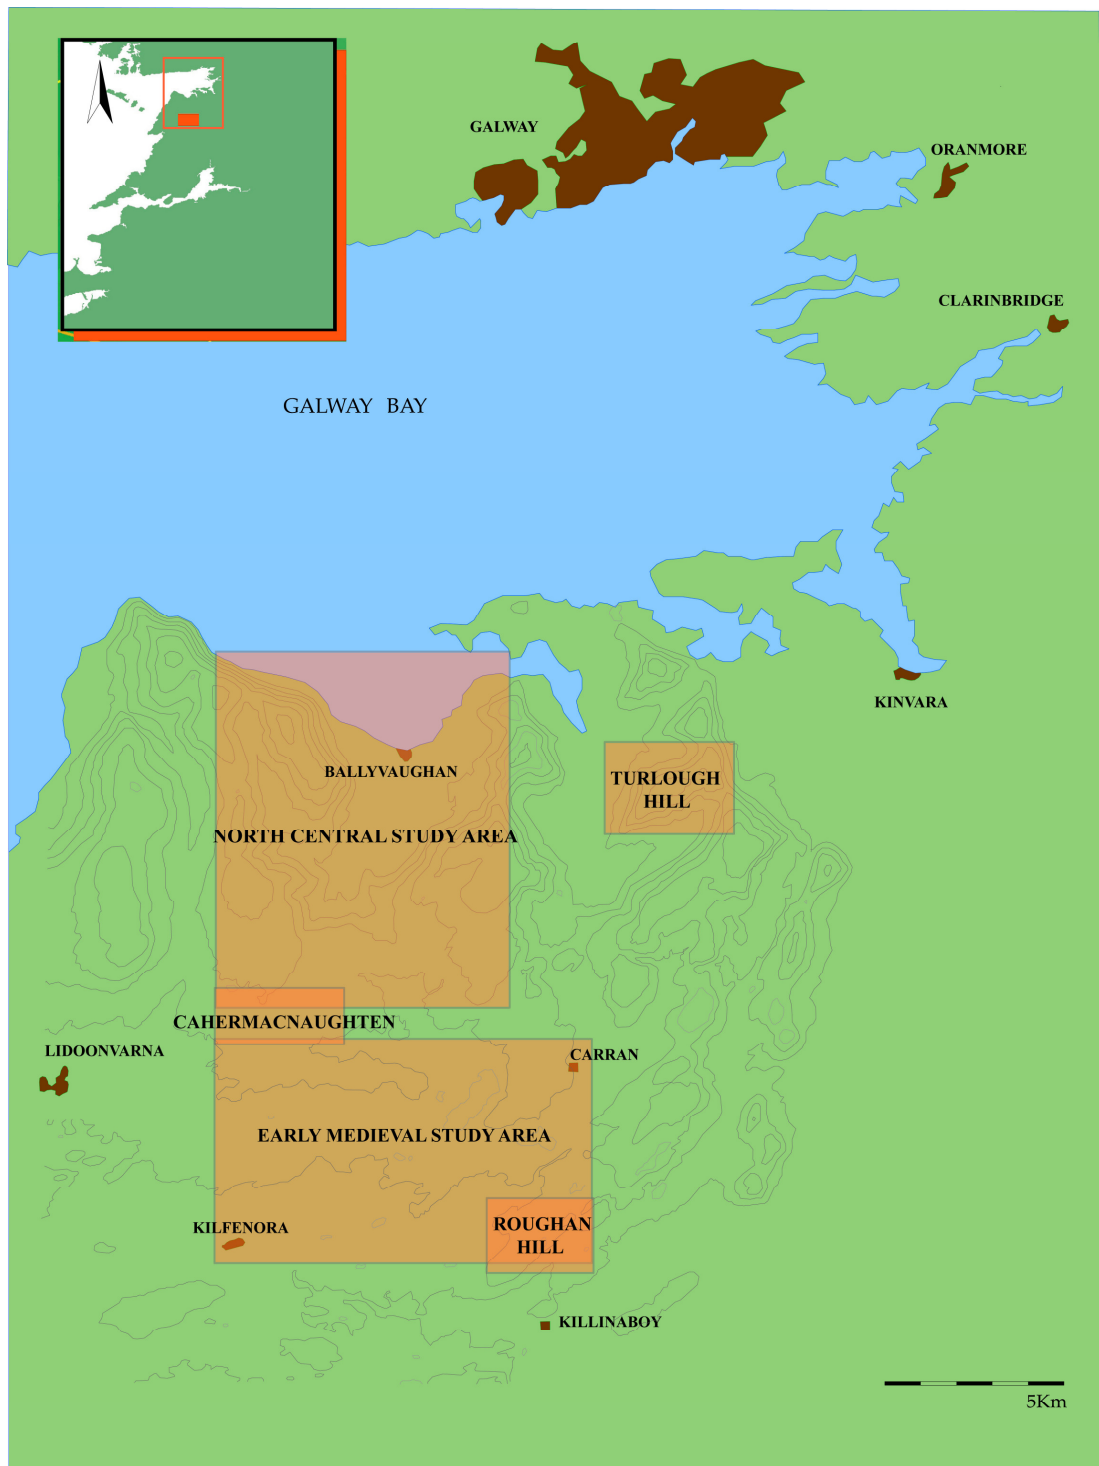 GALWAY
ORANMORE
CLARINBRIDGE
GALWAY BAY
KINVARA
BALLYVAUGHAN
TURLOUGH
HILL
NORTH CENTRAL STUDY AREA
CAHERMACNAUGHTEN
LIDOONVARNA
CARRAN
EARLY MEDIEVAL STUDY AREA
KILFENORA
ROUGHAN
HILL
KILLINABOY
5Km